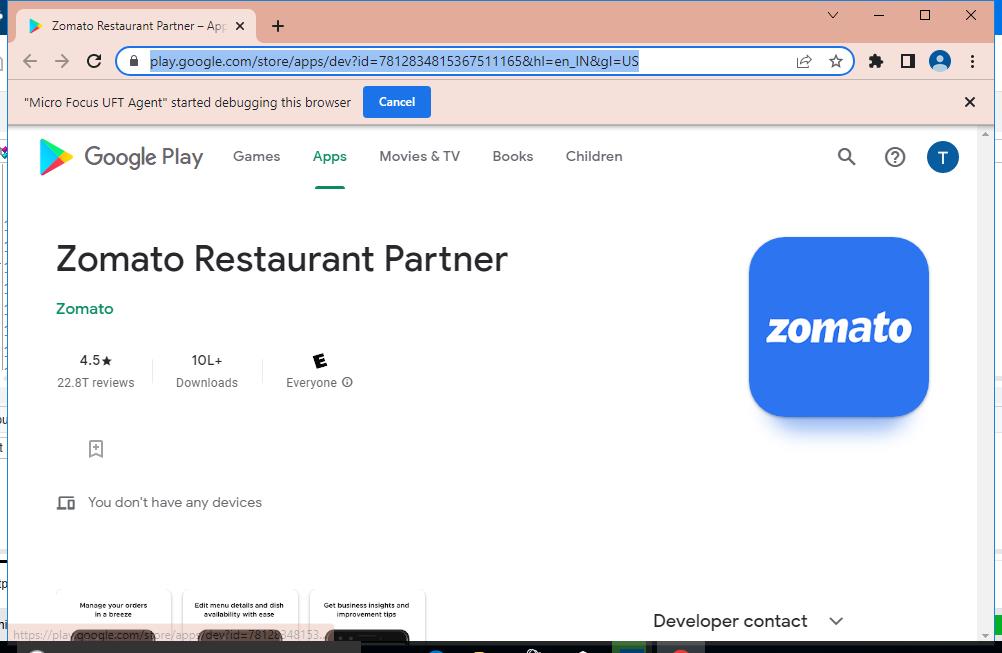 Zomato Restaurant Partner – App
play.google.com/store/apps/dev?id=7812834815367511165&hl=en_IN&gl=US
"Micro Focus UFT Agent" started debugging this browser
Cancel
Google Play
Games
Apps
Movies & TV
Books
Children
T
Zomato Restaurant Partner
Zomato
zomato
4.5★
22.8T reviews
10L+
Downloads
E
Everyone
You don't have any devices
Manage your orders
in a breeze
Edit menu details and dish
availability with ease
Get business insights and
improvement tips
Developer contact
https://play.google.com/store/apps/dev?id=78128348153...